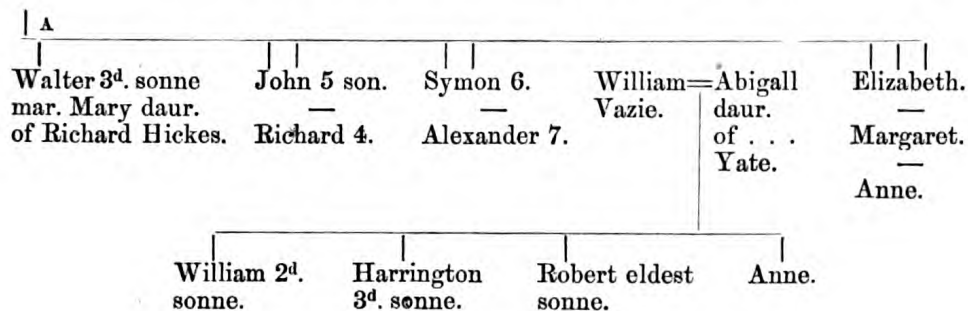 A
Walter 3d. sonne
mar. Mary daur.
of Richard Hickes.
John 5 son.
—
Richard 4.
Symon 6.
—
Alexander 7.
William=Abigall
Vazie. daur.
of . . .
Yate.
Elizabeth.
—
Margaret.
—
Anne.
William 2d.
sonne.
Harrington
3d. sonne.
Robert eldest
sonne.
Anne.